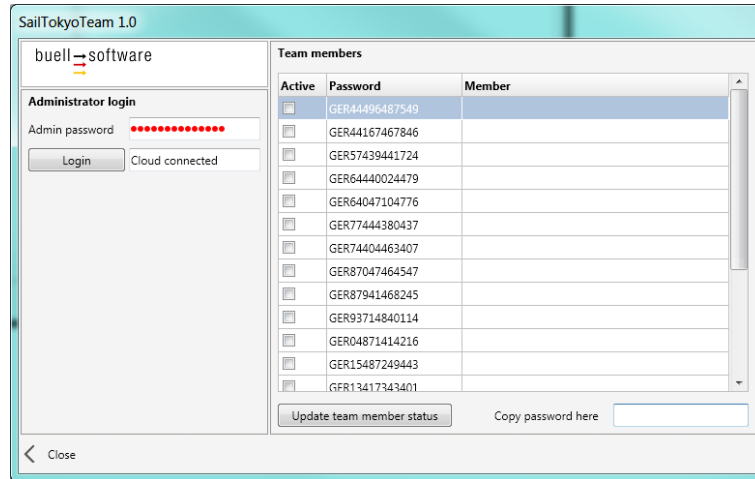 SailTokyoTeam 1.0
buell software
Administrator login
Admin password ●●●●●●●●●●●●●●
Login Cloud connected
Team members
Active Password Member
GER44496487549
GER44167467846
GER57439441724
GER64440024479
GER64047104776
GER77444380437
GER74404463407
GER87047464547
GER87941468245
GER93714840114
GER04871414216
GER15487249443
GER13417343401
Update team member status Copy password here
Close